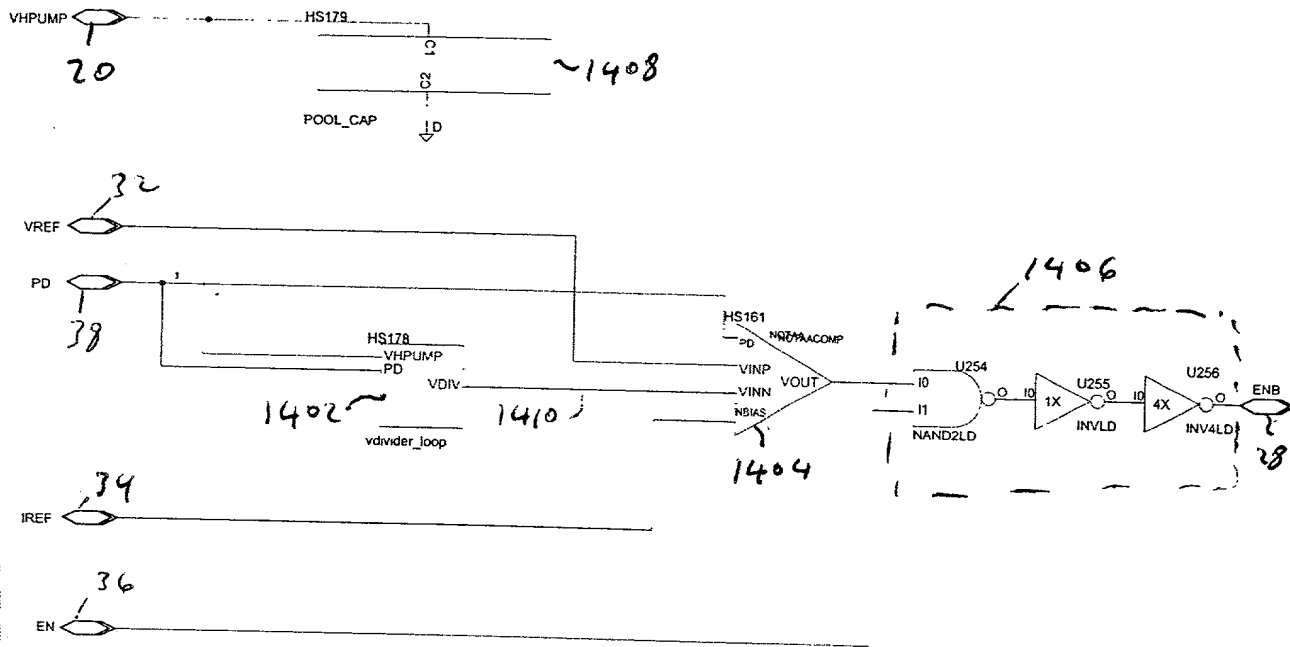 VHPUMP
HS179
20
C1
C2
~1408
POOL_CAP
D
32
VREF
PD
38
1406
HS161
PD
HS178
VHPUMP
PD
VDIV
VINP
VINN
VOUT
NBIAS
1402
1410
vdivider_loop
1404
U254
I0
I1
O
NAND2LD
U255
I0
1X
O
INVLD
U256
I0
4X
O
INV4LD
ENB
28
34
IREF
36
EN